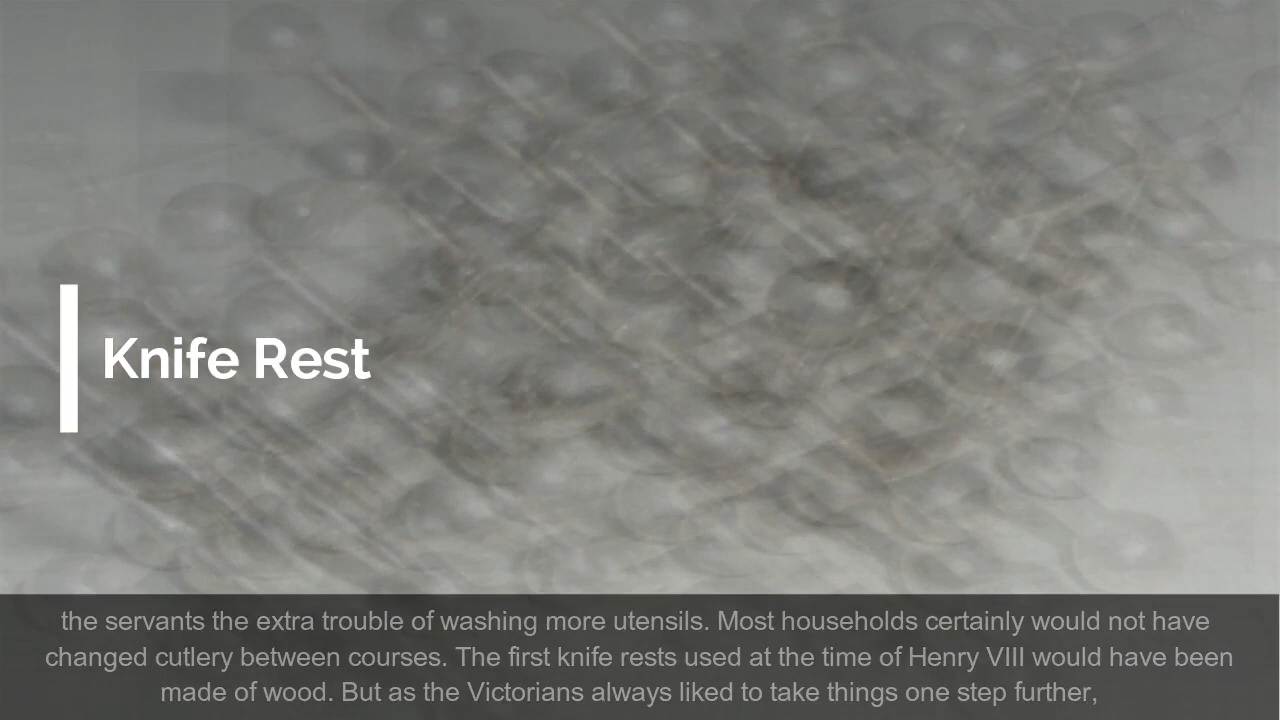 Knife Rest
the servants the extra trouble of washing more utensils. Most households certainly would not have
changed cutlery between courses. The first knife rests used at the time of Henry VIII would have been
made of wood. But as the Victorians always liked to take things one step further,